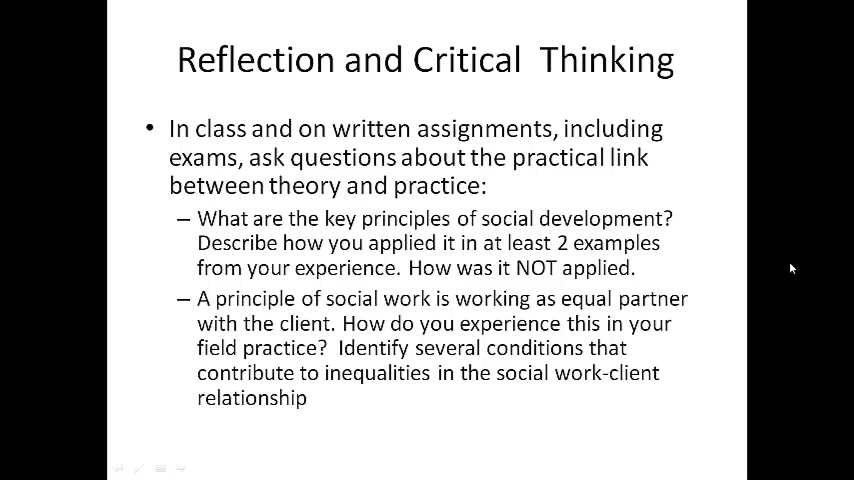 Reflection and Critical Thinking
• In class and on written assignments, including
exams, ask questions about the practical link
between theory and practice:
– What are the key principles of social development?
Describe how you applied it in at least 2 examples
from your experience. How was it NOT applied.
– A principle of social work is working as equal partner
with the client. How do you experience this in your
field practice? Identify several conditions that
contribute to inequalities in the social work-client
relationship